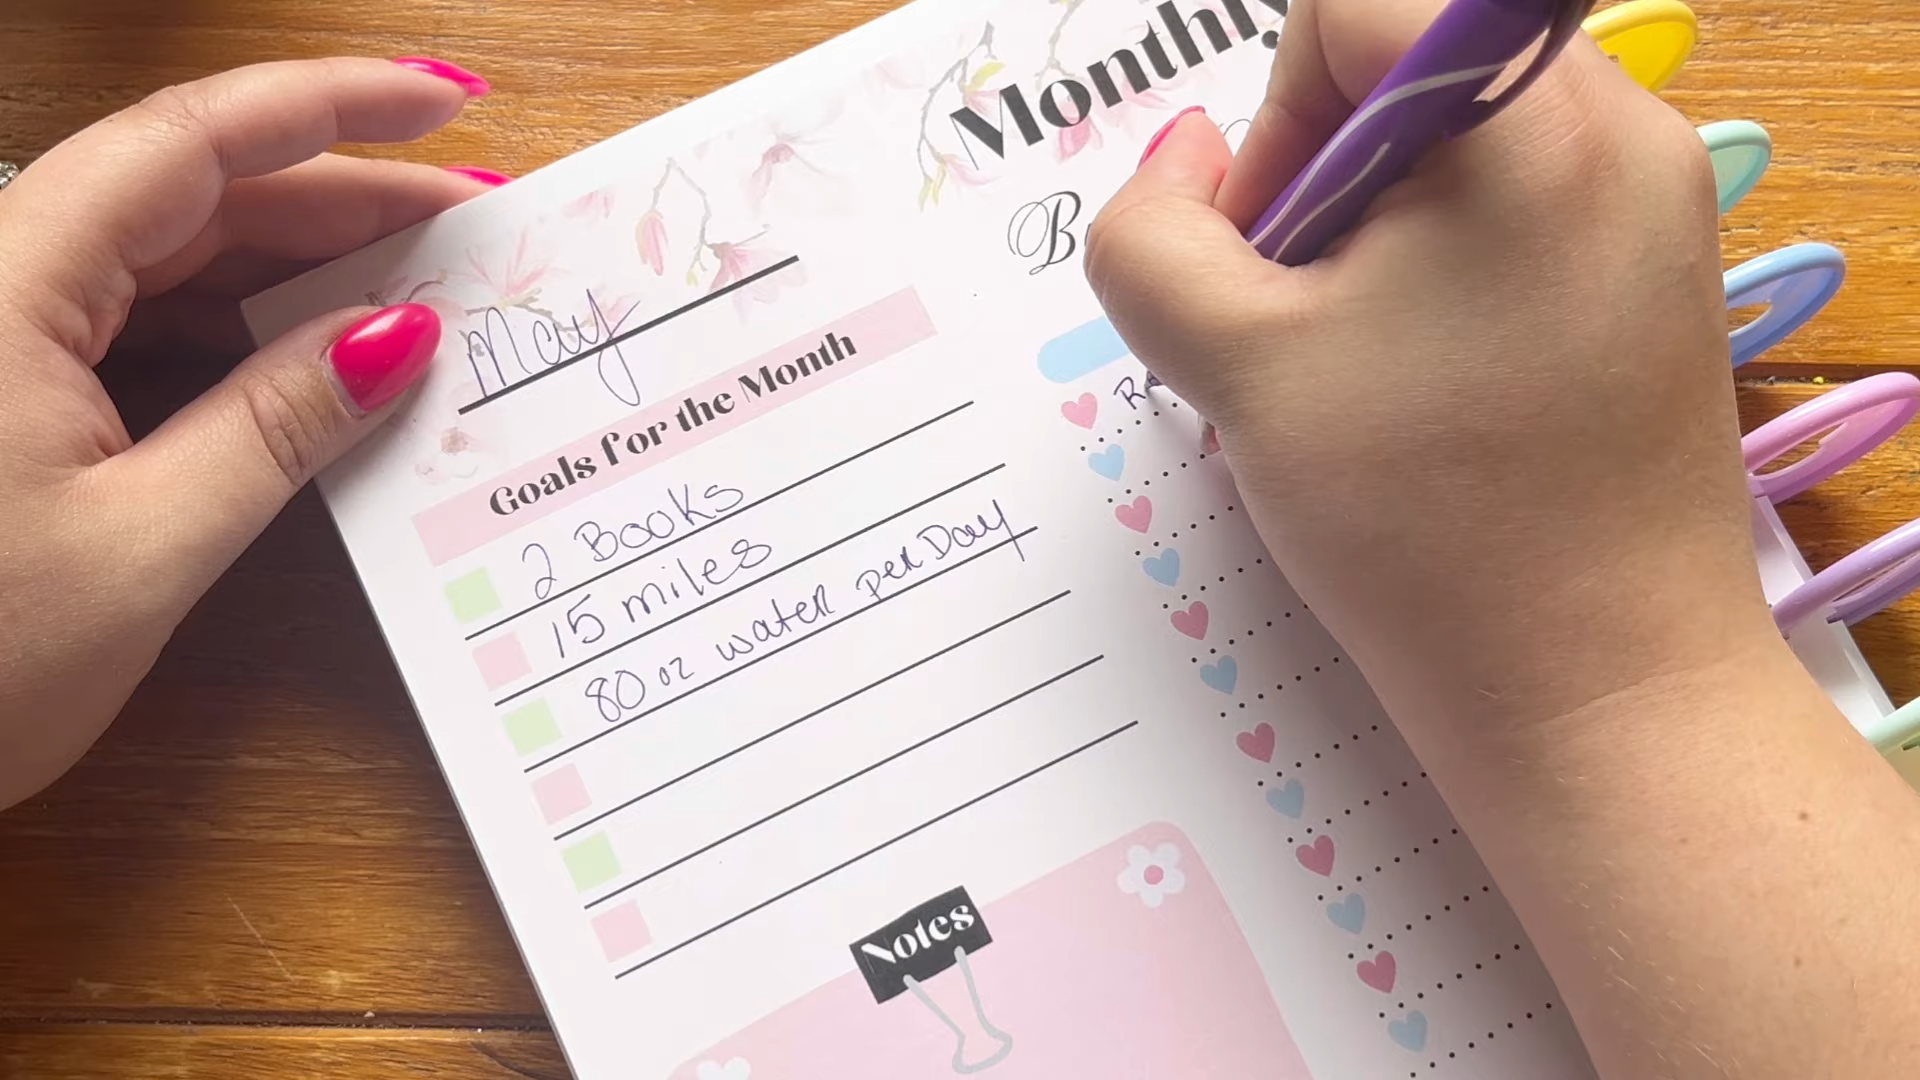 Monthly
May
Goals for the Month
2 Books
15 miles
80 oz water per Day
Notes